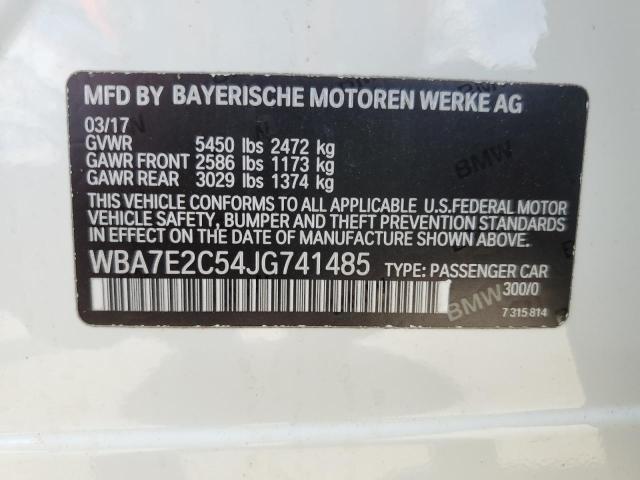 MFD BY BAYERISCHE MOTOREN WERKE AG
03/17
GVWR 5450 lbs 2472 kg
GAWR FRONT 2586 lbs 1173 kg
GAWR REAR 3029 lbs 1374 kg
THIS VEHICLE CONFORMS TO ALL APPLICABLE U.S.FEDERAL MOTOR
VEHICLE SAFETY, BUMPER AND THEFT PREVENTION STANDARDS
IN EFFECT ON THE DATE OF MANUFACTURE SHOWN ABOVE.
WBA7E2C54JG741485 TYPE: PASSENGER CAR
300/0
7 315 814
BMW
BMW